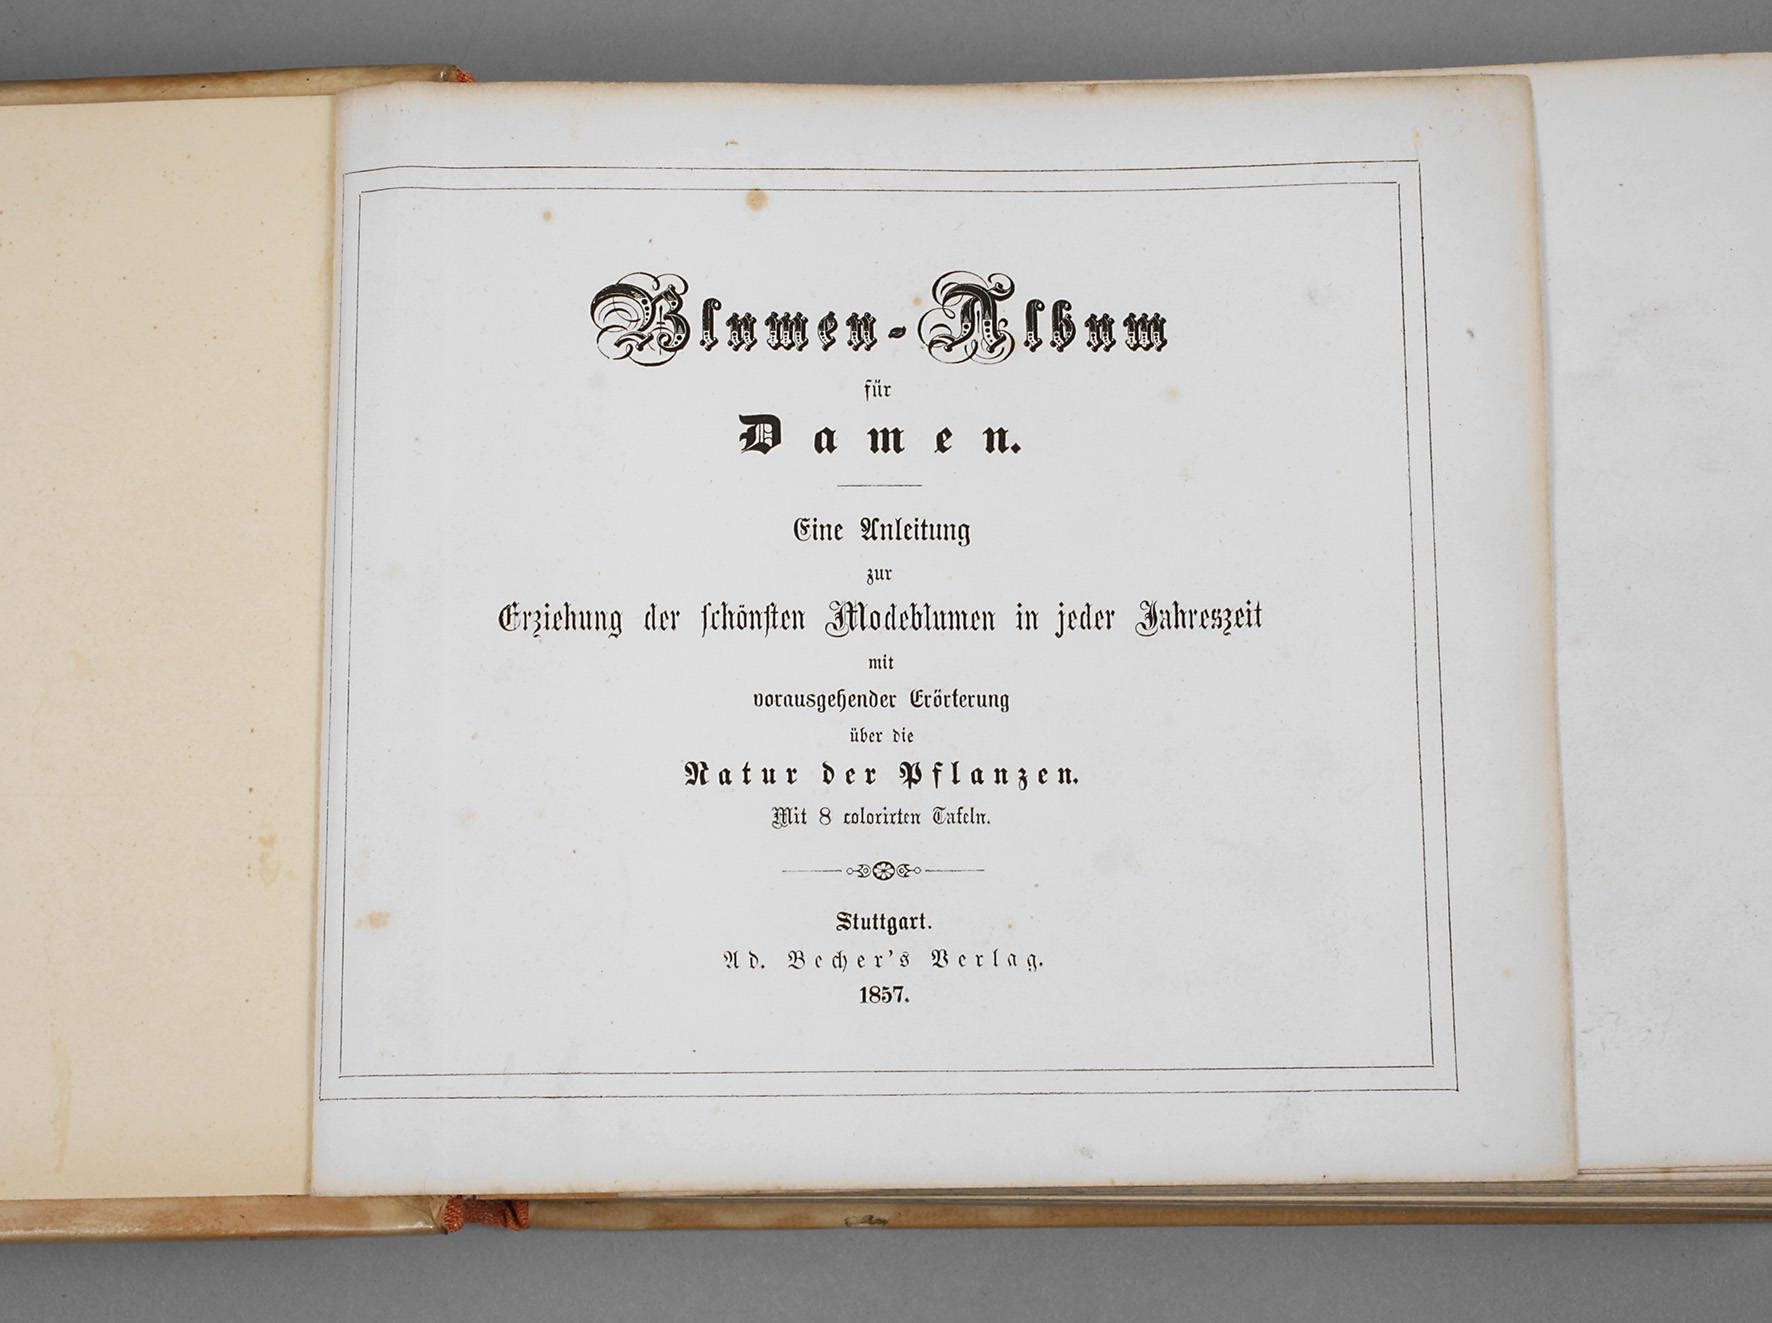 Blumen-Album
für
Damen.
Eine Anleitung
zur
Erziehung der schönsten Modeblumen in jeder Jahreszeit
mit
vorausgehender Erörterung
über die
Natur der Pflanzen.
Mit 8 colorirten Tafeln.
Stuttgart.
Ad. Becher's Verlag.
1857.